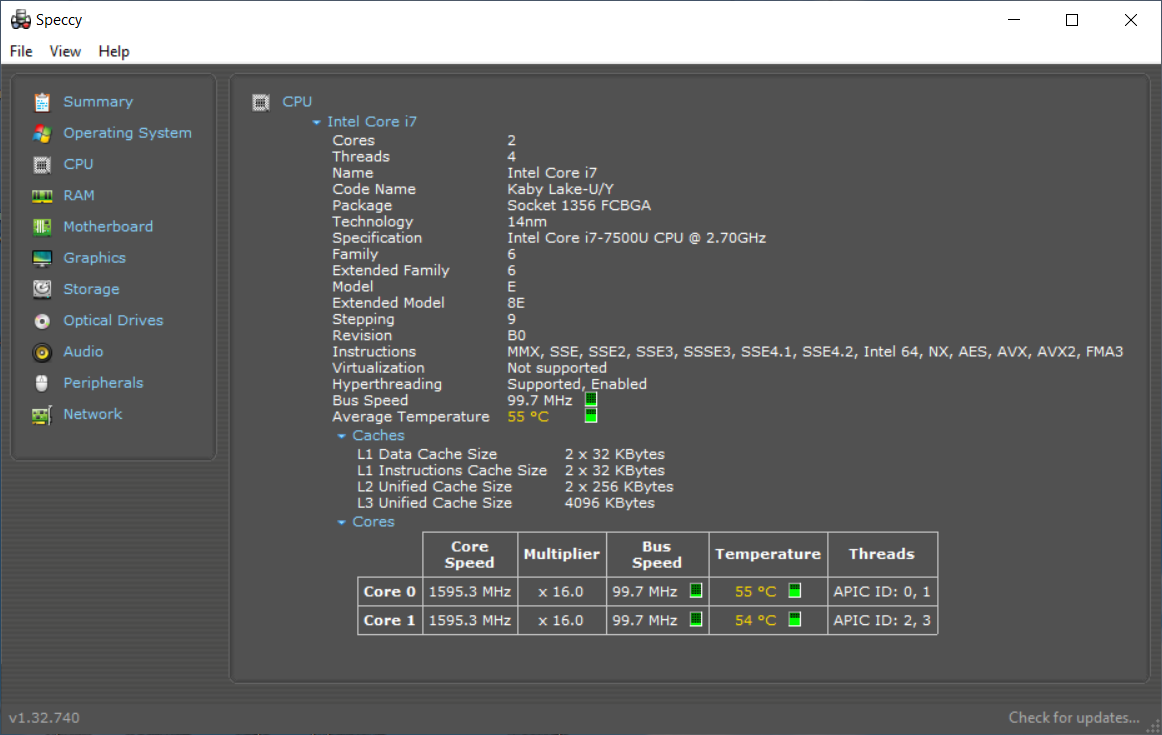 Speccy
File View Help
Summary
Operating System
CPU
RAM
Motherboard
Graphics
Storage
Optical Drives
Audio
Peripherals
Network
CPU
Intel Core i7
Cores 2
Threads 4
Name Intel Core i7
Code Name Kaby Lake-U/Y
Package Socket 1356 FCBGA
Technology 14nm
Specification Intel Core i7-7500U CPU @ 2.70GHz
Family 6
Extended Family 6
Model E
Extended Model 8E
Stepping 9
Revision B0
Instructions MMX, SSE, SSE2, SSE3, SSSE3, SSE4.1, SSE4.2, Intel 64, NX, AES, AVX, AVX2, FMA3
Virtualization Not supported
Hyperthreading Supported, Enabled
Bus Speed 99.7 MHz
Average Temperature 55 °C
Caches
L1 Data Cache Size 2 x 32 KBytes
L1 Instructions Cache Size 2 x 32 KBytes
L2 Unified Cache Size 2 x 256 KBytes
L3 Unified Cache Size 4096 KBytes
Cores
Core Speed Multiplier Bus Speed Temperature Threads
Core 0 1595.3 MHz x 16.0 99.7 MHz 55 °C APIC ID: 0, 1
Core 1 1595.3 MHz x 16.0 99.7 MHz 54 °C APIC ID: 2, 3
v1.32.740 Check for updates...